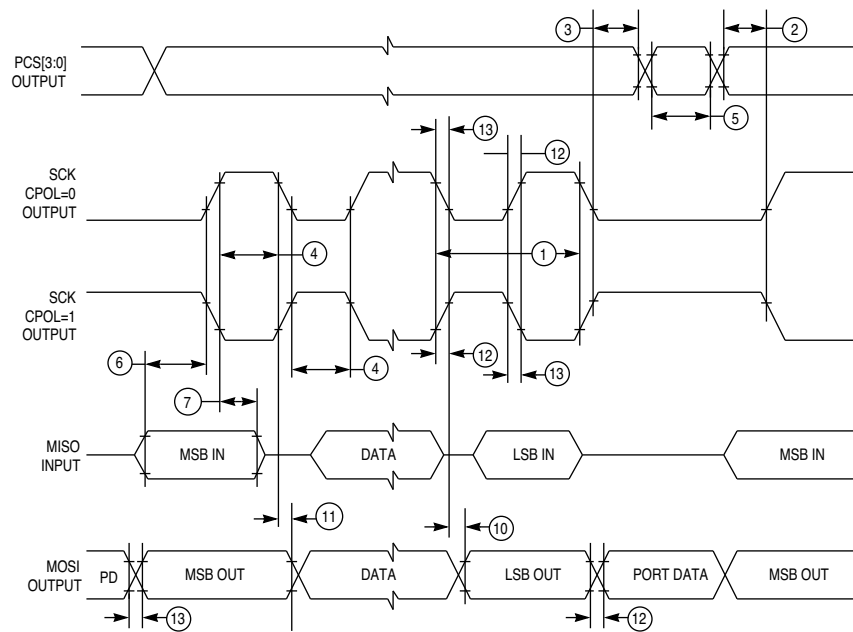 3
2
PCS[3:0]
OUTPUT
5
13
12
SCK
CPOL=0
OUTPUT
4
1
SCK
CPOL=1
OUTPUT
6
4
12
13
7
MISO
INPUT
MSB IN
DATA
LSB IN
MSB IN
11
10
MOSI
OUTPUT
PD
MSB OUT
DATA
LSB OUT
PORT DATA
MSB OUT
13
12